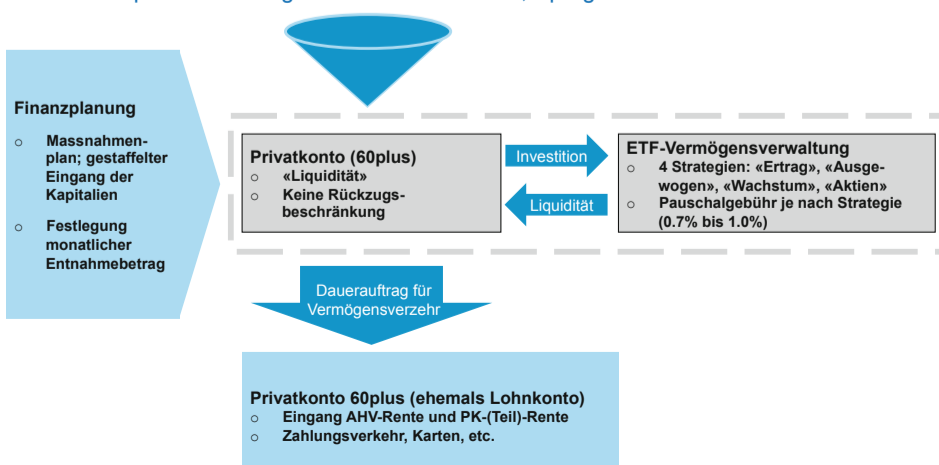 Finanzplanung
○ Massnahmen-
plan; gestaffelter
Eingang der
Kapitalien
○ Festlegung
monatlicher
Entnahmebetrag
Privatkonto (60plus)
○ «Liquidität»
○ Keine Rückzugs-
beschränkung
Investition
Liquidität
ETF-Vermögensverwaltung
○ 4 Strategien: «Ertrag», «Ausge-
wogen», «Wachstum», «Aktien»
○ Pauschalgebühr je nach Strategie
(0.7% bis 1.0%)
Dauerauftrag für
Vermögensverzehr
Privatkonto 60plus (ehemals Lohnkonto)
○ Eingang AHV-Rente und PK-(Teil)-Rente
○ Zahlungsverkehr, Karten, etc.